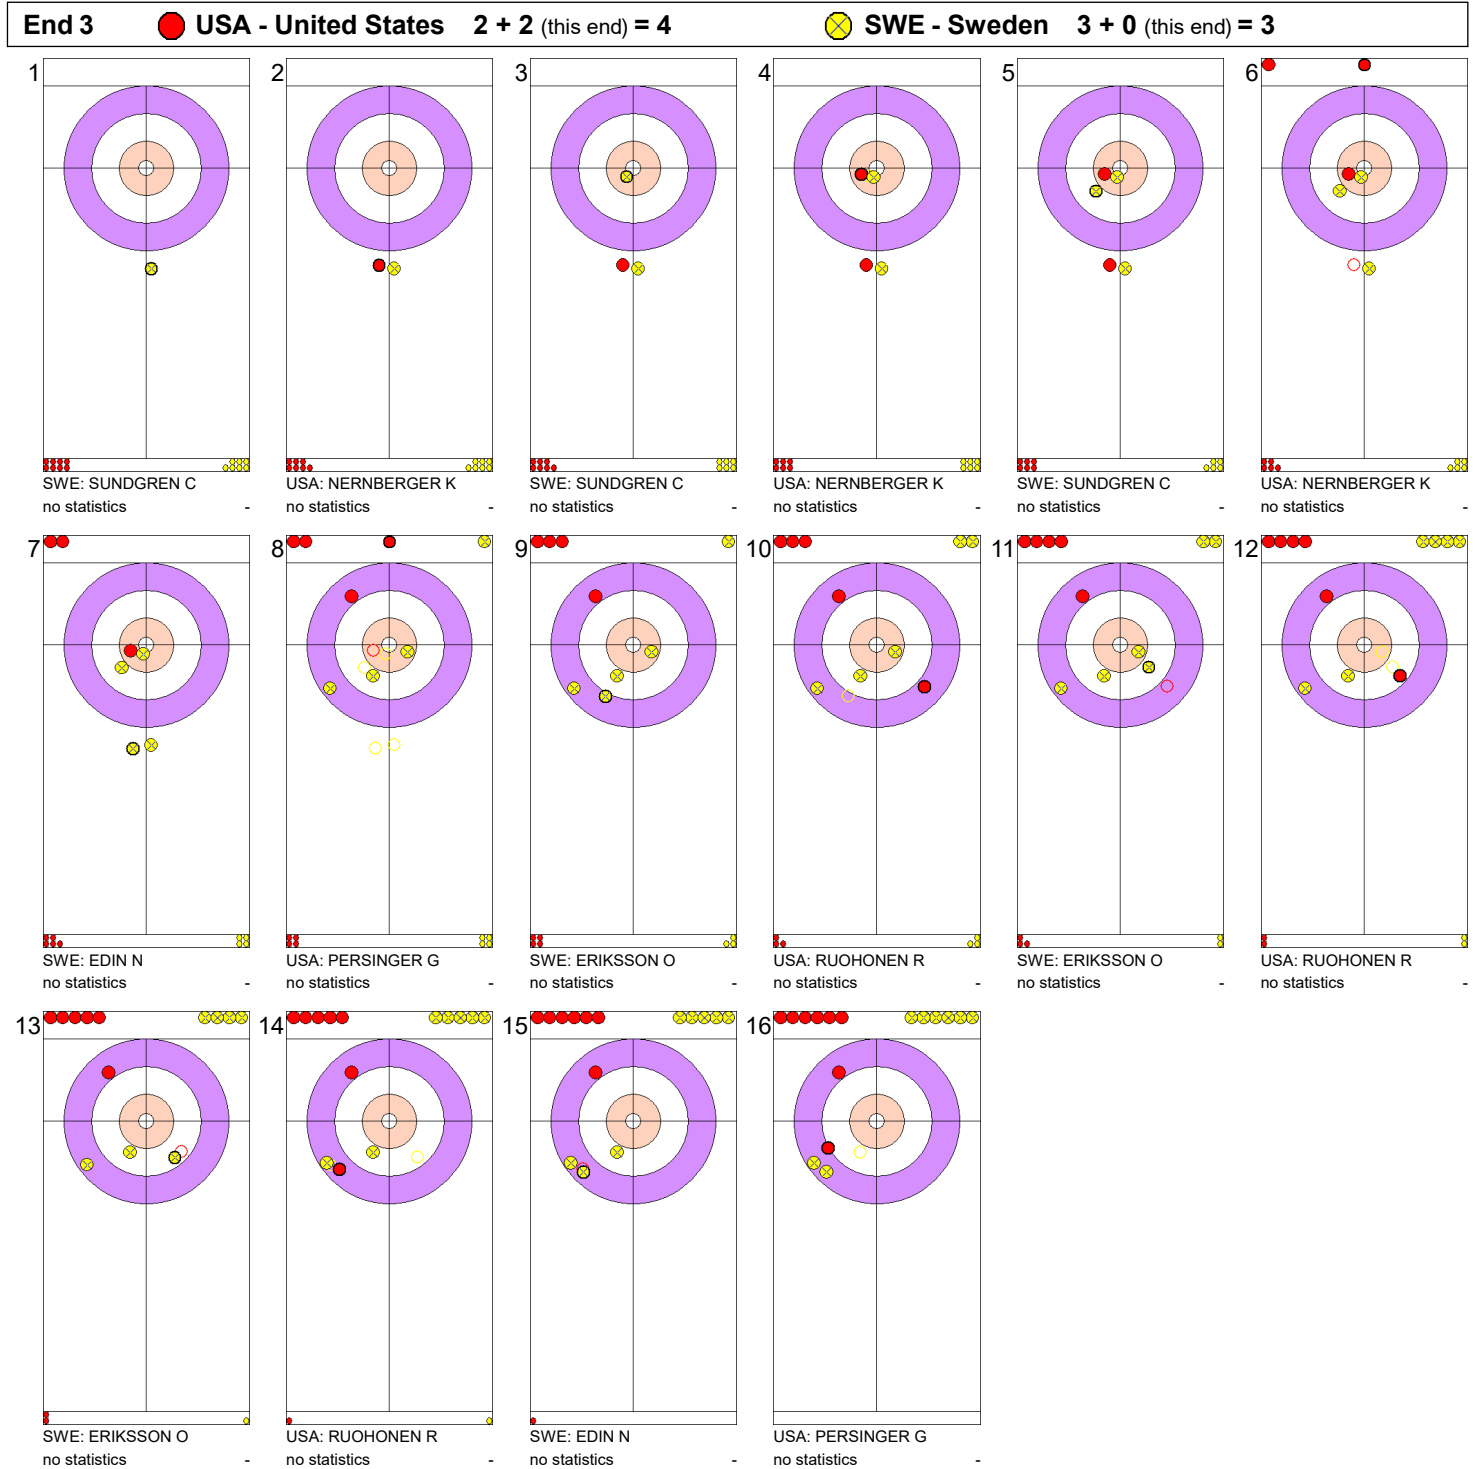 End 3 USA - United States 2 + 2 (this end) = 4 SWE - Sweden 3 + 0 (this end) = 3
1 2 3 4 5 6
SWE: SUNDGREN C USA: NERNBERGER K SWE: SUNDGREN C USA: NERNBERGER K SWE: SUNDGREN C USA: NERNBERGER K
no statistics - no statistics - no statistics - no statistics - no statistics - no statistics -
7 8 9 10 11 12
SWE: EDIN N USA: PERSINGER G SWE: ERIKSSON O USA: RUOHONEN R SWE: ERIKSSON O USA: RUOHONEN R
no statistics - no statistics - no statistics - no statistics - no statistics - no statistics -
13 14 15 16
SWE: ERIKSSON O USA: RUOHONEN R SWE: EDIN N USA: PERSINGER G
no statistics - no statistics - no statistics - no statistics -